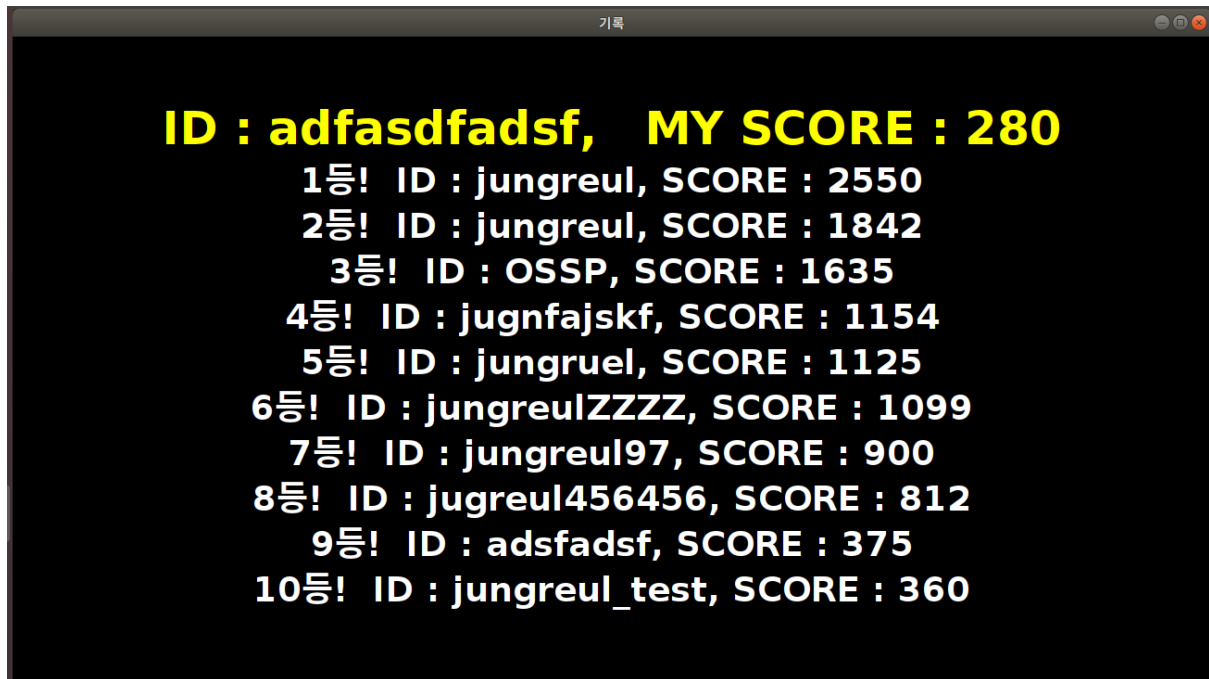 기록
ID : adfasdfadsf, MY SCORE : 280
1등! ID : jungreul, SCORE : 2550
2등! ID : jungreul, SCORE : 1842
3등! ID : OSSP, SCORE : 1635
4등! ID : jugnfajskf, SCORE : 1154
5등! ID : jungruel, SCORE : 1125
6등! ID : jungreulZZZZ, SCORE : 1099
7등! ID : jungreul97, SCORE : 900
8등! ID : jugreul456456, SCORE : 812
9등! ID : adsfadsf, SCORE : 375
10등! ID : jungreul_test, SCORE : 360